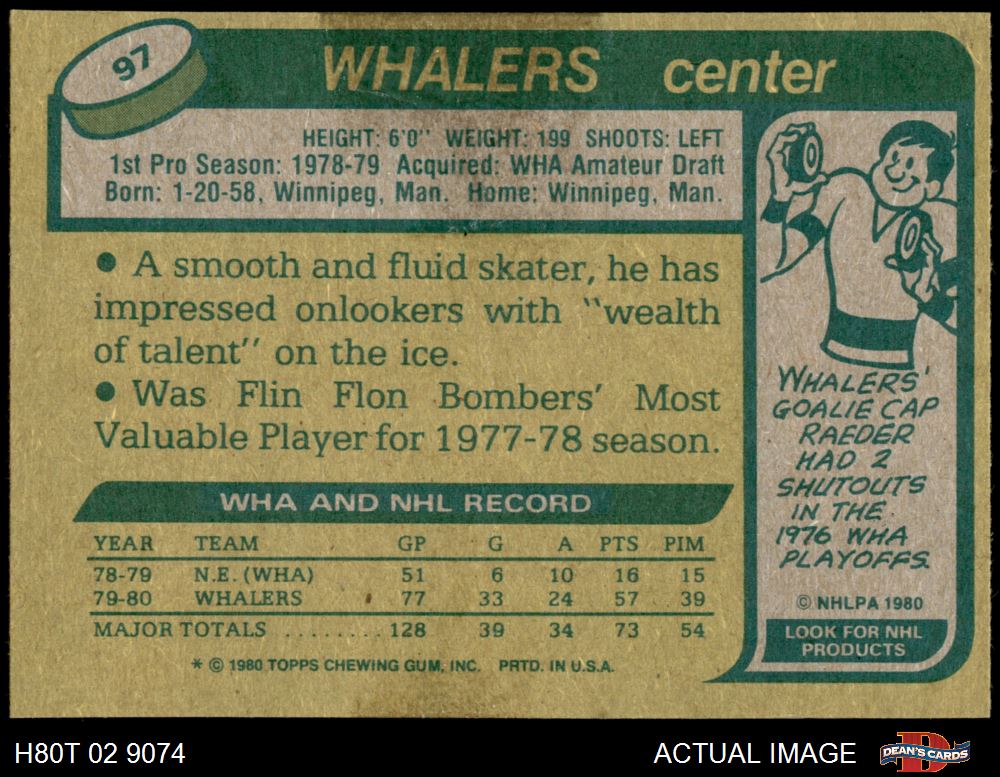 97
WHALERS center
HEIGHT: 6'0" WEIGHT: 199 SHOOTS: LEFT
1st Pro Season: 1978-79 Acquired: WHA Amateur Draft
Born: 1-20-58, Winnipeg, Man. Home: Winnipeg, Man.
• A smooth and fluid skater, he has
impressed onlookers with "wealth
of talent" on the ice.
• Was Flin Flon Bombers' Most
Valuable Player for 1977-78 season.
WHA AND NHL RECORD
YEAR TEAM GP G A PTS PIM
78-79 N.E. (WHA) 51 6 10 16 15
79-80 WHALERS 77 33 24 57 39
MAJOR TOTALS ........ 128 39 34 73 54
* © 1980 TOPPS CHEWING GUM, INC. PRTD. IN U.S.A.
WHALERS'
GOALIE CAP
RAEDER
HAD 2
SHUTOUTS
IN THE
1976 WHA
PLAYOFFS.
© NHLPA 1980
LOOK FOR NHL
PRODUCTS
H80T 02 9074
ACTUAL IMAGE
DEAN'S CARDS